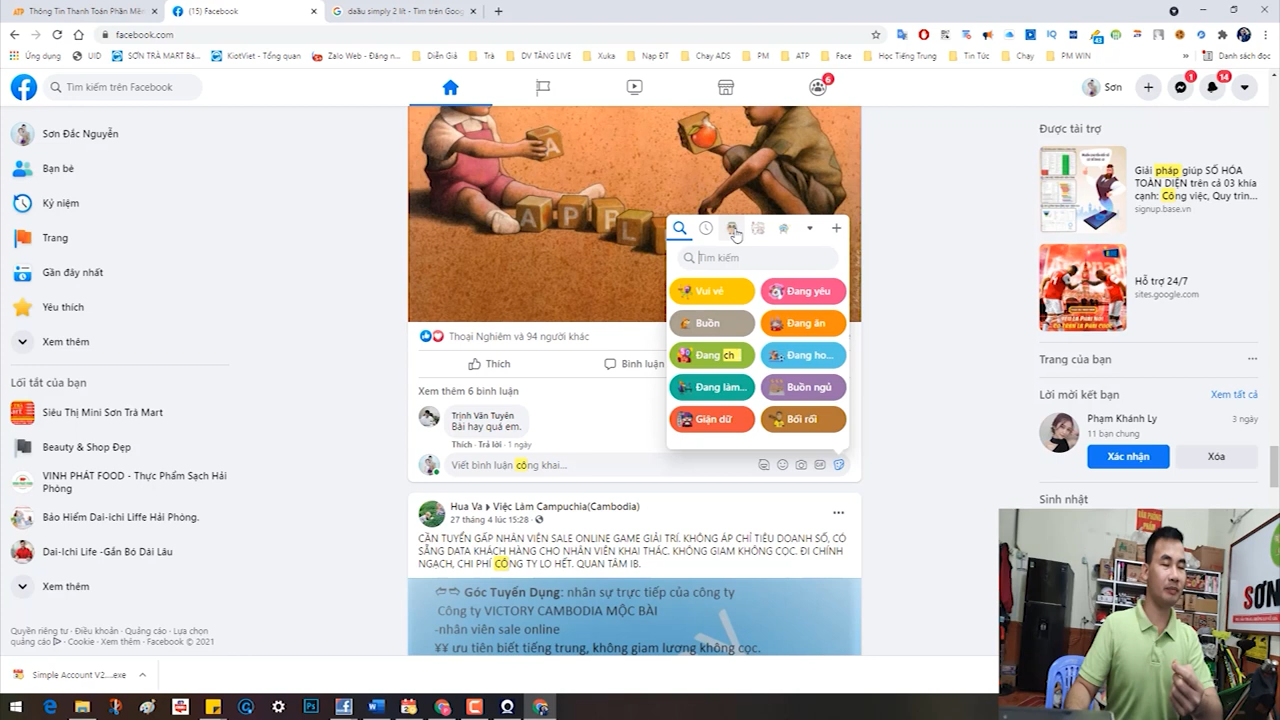 Thông Tin Thanh Toán Phần Mềm
(15) Facebook
daầu simply 2 lít - Tìm trên Goog
facebook.com
Ứng dụng
UID
SƠN TRÀ MART Bá...
KiotViet - Tổng quan
Zalo Web - Đăng n...
Diễn Giả
Trà
DV TĂNG LIVE
Xuka
Nạp ĐT
Chạy ADS
PM
ATP
Face
Học Tiếng Trung
Tin Tức
Chay
PM WIN
Danh sách đọc
Tìm kiếm trên Facebook
6
Sơn
1
14
Sơn Đắc Nguyễn
Bạn bè
Kỷ niệm
Trang
Gần đây nhất
Yêu thích
Xem thêm
Lối tắt của bạn
Siêu Thị Mini Sơn Trà Mart
Beauty & Shop Đẹp
VINH PHÁT FOOD - Thực Phẩm Sạch Hải
Phòng
Bảo Hiểm Dai-ichi Liffe Hải Phòng.
Dai-Ichi Life -Gắn Bó Dài Lâu
Xem thêm
Quyền riêng tư · Điều khoản · Quảng cáo · Lựa chọn
quảng cáo · Cookie · Xem thêm · Facebook © 2021
A
A P P L
Tìm kiếm
Vui vẻ
Đang yêu
Buồn
Đang ăn
Đang ch
Đang ho...
Đang làm...
Buồn ngủ
Giận dữ
Bối rối
Thoại Nghiêm và 94 người khác
Thích
Bình luận
Xem thêm 6 bình luận
Trịnh Văn Tuyên
Bài hay quá em.
Thích · Trả lời · 1 ngày
Viết bình luận công khai...
Hua Va ▸ Việc Làm Campuchia(Cambodia)
27 tháng 4 lúc 15:28 ·
CẦN TUYỂN GẤP NHÂN VIÊN SALE ONLINE GAME GIẢI TRÍ. KHÔNG ÁP CHỈ TIÊU DOANH SỐ, CÓ
SẴNG DATA KHÁCH HÀNG CHO NHÂN VIÊN KHAI THÁC. KHÔNG GIAM KHÔNG CỌC. ĐI CHÍNH
NGẠCH, CHI PHÍ CÔNG TY LO HẾT. QUAN TÂM IB.
Góc Tuyển Dụng: nhân sự trực tiếp của công ty
Công ty VICTORY CAMBODIA MỘC BÀI
-nhân viên sale online
¥¥ ưu tiên biết tiếng trung, không giam lương không cọc.
Được tài trợ
Giải pháp giúp SỐ HÓA
TOÀN DIỆN trên cả 03 khía
cạnh: Công việc, Quy trìn...
signup.base.vn
Hỗ trợ 24/7
sites.google.com
Trang của bạn
Lời mời kết bạn
Xem tất cả
Phạm Khánh Ly
3 ngày
11 bạn chung
Xác nhận
Xóa
Sinh nhật
SƠN
Simple Account V2....exe